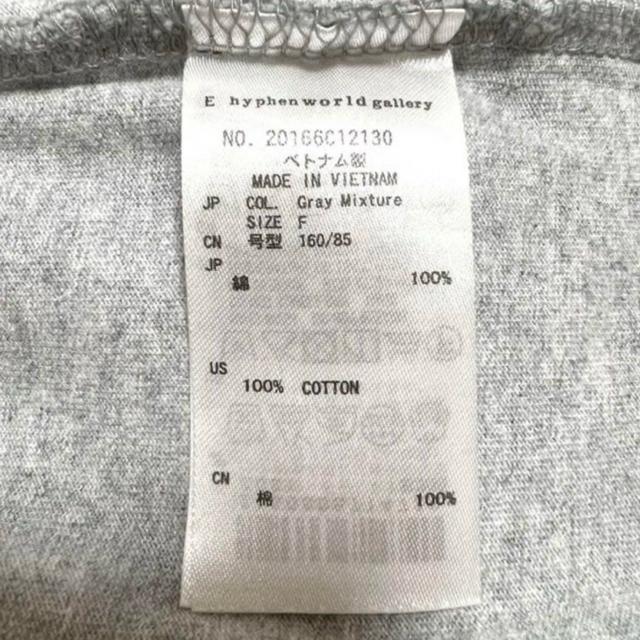 E hyphen world gallery
NO. 20166C12130
ベトナム製
MADE IN VIETNAM
JP COL. Gray Mixture
SIZE F
CN 号型 160/85
JP
綿 100%
US
100% COTTON
CN
棉 100%